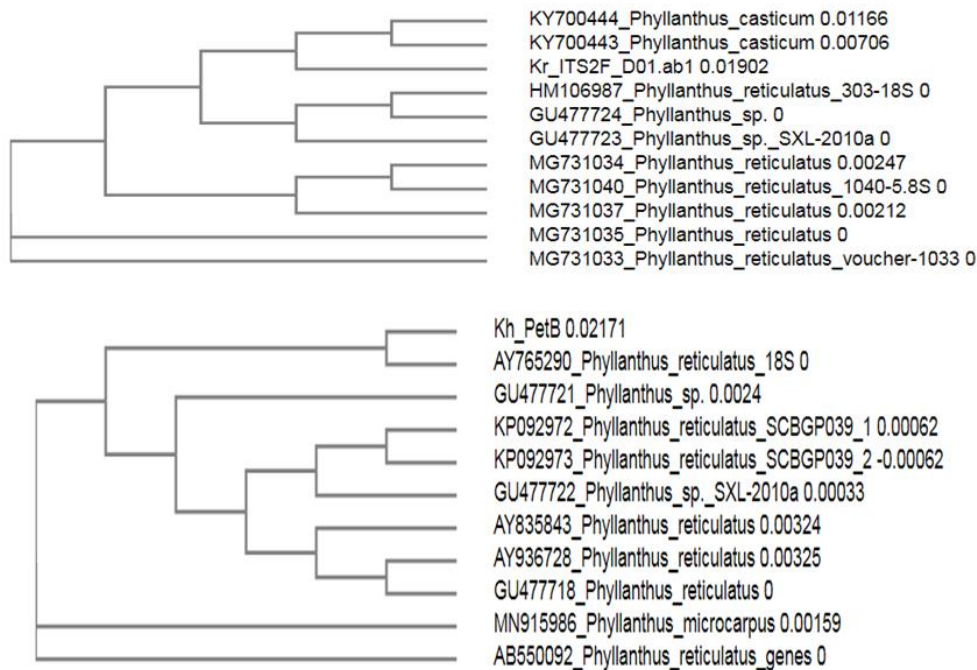 KY700444_Phyllanthus_casticum 0.01166
KY700443_Phyllanthus_casticum 0.00706
Kr_ITS2F_D01.ab1 0.01902
HM106987_Phyllanthus_reticulatus_303-18S 0
GU477724_Phyllanthus_sp. 0
GU477723_Phyllanthus_sp._SXL-2010a 0
MG731034_Phyllanthus_reticulatus 0.00247
MG731040_Phyllanthus_reticulatus_1040-5.8S 0
MG731037_Phyllanthus_reticulatus 0.00212
MG731035_Phyllanthus_reticulatus 0
MG731033_Phyllanthus_reticulatus_voucher-1033 0
Kh_PetB 0.02171
AY765290_Phyllanthus_reticulatus_18S 0
GU477721_Phyllanthus_sp. 0.0024
KP092972_Phyllanthus_reticulatus_SCBGP039_1 0.00062
KP092973_Phyllanthus_reticulatus_SCBGP039_2 -0.00062
GU477722_Phyllanthus_sp._SXL-2010a 0.00033
AY835843_Phyllanthus_reticulatus 0.00324
AY936728_Phyllanthus_reticulatus 0.00325
GU477718_Phyllanthus_reticulatus 0
MN915986_Phyllanthus_microcarpus 0.00159
AB550092_Phyllanthus_reticulatus_genes 0